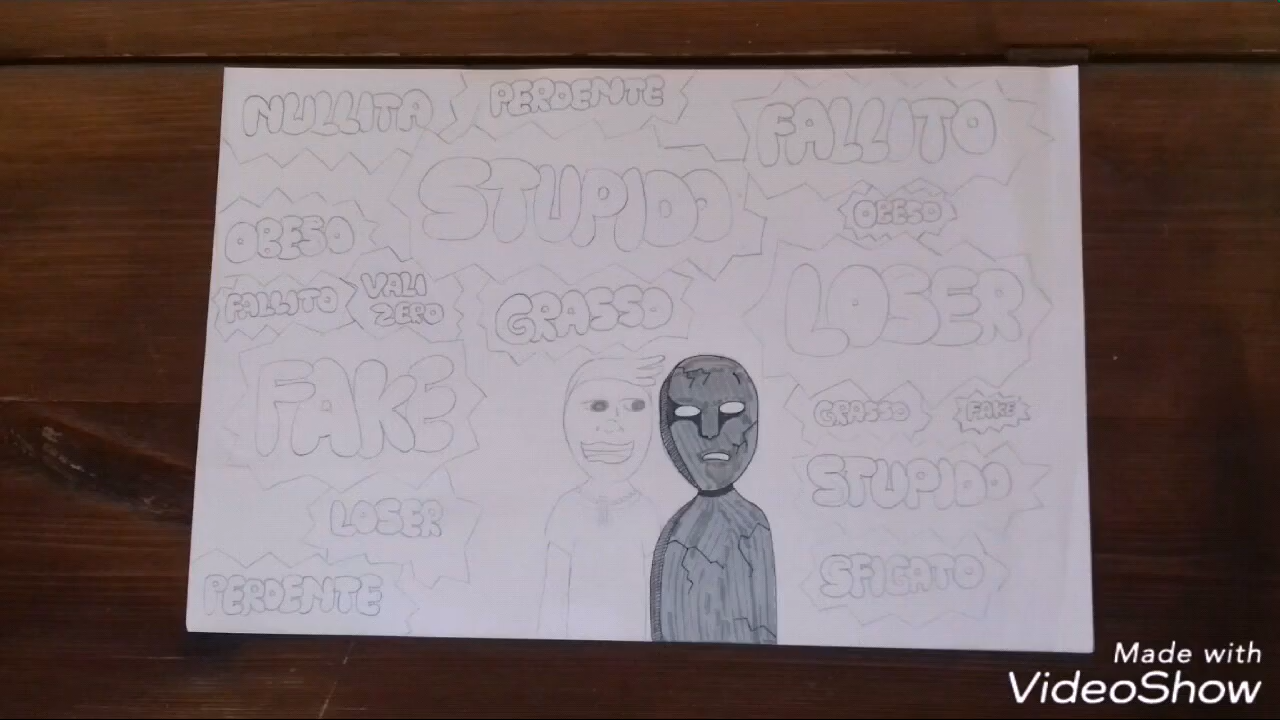 NULLITA
PERDENTE
FALLITO
STUPIDO
OBESO
OBESO
FALLITO
VALI
ZERO
GRASSO
LOSER
FAKE
GRASSO
FAKE
STUPIDO
LOSER
SFIGATO
PERDENTE
Made with
VideoShow